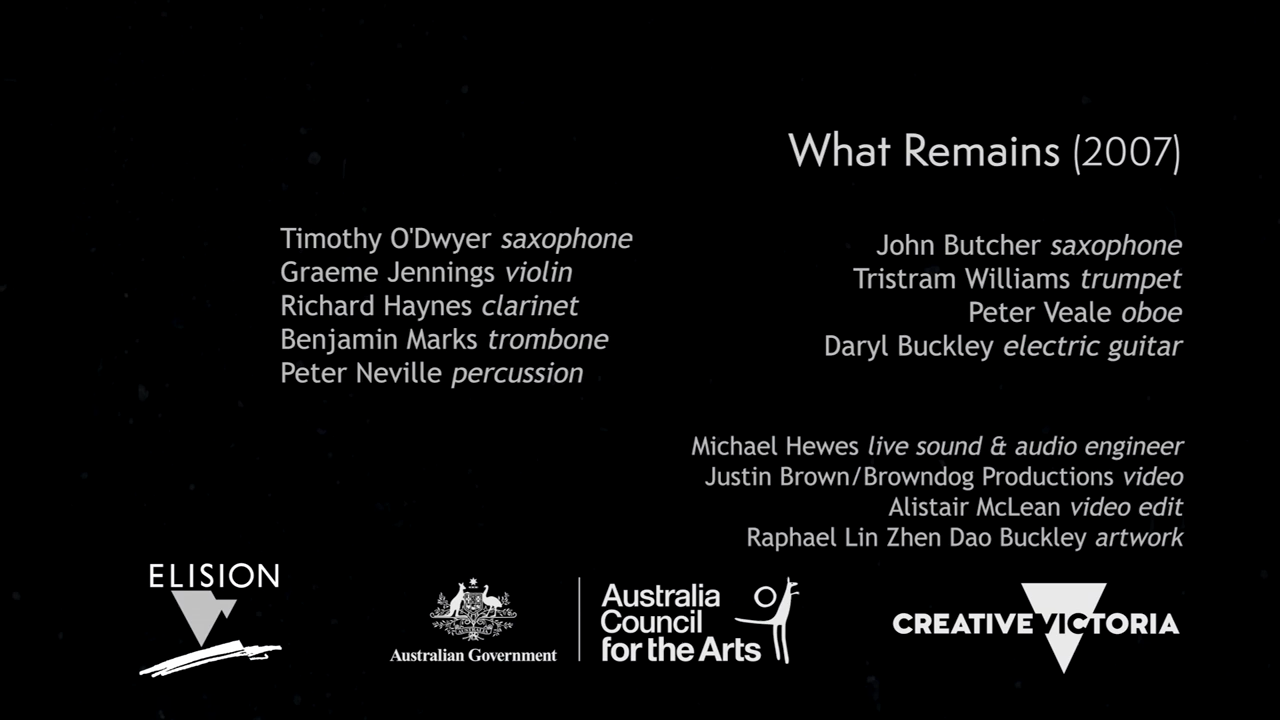 What Remains (2007)
Timothy O'Dwyer saxophone
Graeme Jennings violin
Richard Haynes clarinet
Benjamin Marks trombone
Peter Neville percussion
John Butcher saxophone
Tristram Williams trumpet
Peter Veale oboe
Daryl Buckley electric guitar
Michael Hewes live sound & audio engineer
Justin Brown/Browndog Productions video
Alistair McLean video edit
Raphael Lin Zhen Dao Buckley artwork
ELISION
Australian Government
Australia
Council
for the Arts
CREATIVE VICTORIA